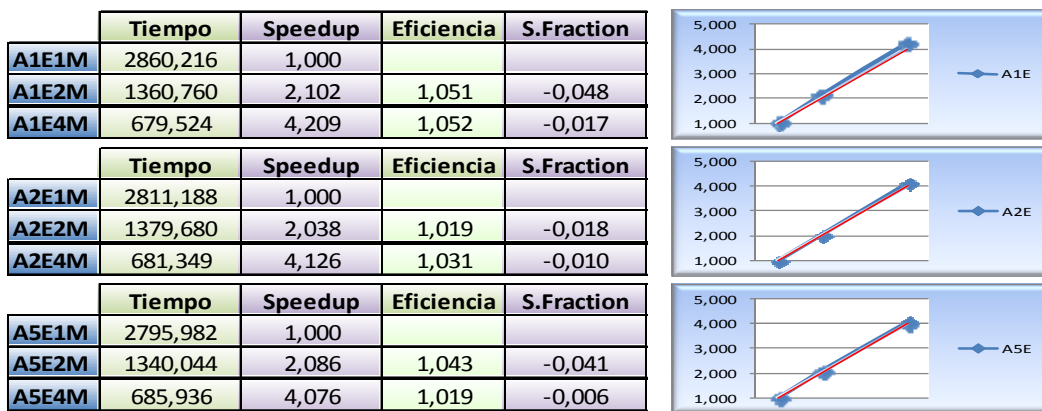 Tiempo Speedup Eficiencia S.Fraction
A1E1M 2860,216 1,000
A1E2M 1360,760 2,102 1,051 -0,048
A1E4M 679,524 4,209 1,052 -0,017
5,000
4,000
3,000
2,000
1,000
A1E
Tiempo Speedup Eficiencia S.Fraction
A2E1M 2811,188 1,000
A2E2M 1379,680 2,038 1,019 -0,018
A2E4M 681,349 4,126 1,031 -0,010
5,000
4,000
3,000
2,000
1,000
A2E
Tiempo Speedup Eficiencia S.Fraction
A5E1M 2795,982 1,000
A5E2M 1340,044 2,086 1,043 -0,041
A5E4M 685,936 4,076 1,019 -0,006
5,000
4,000
3,000
2,000
1,000
A5E